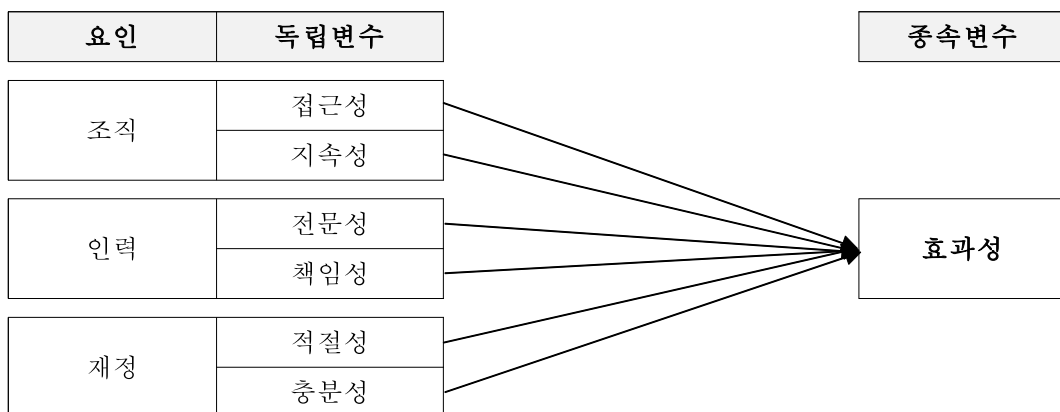 요인 독립변수 종속변수
조직 접근성
지속성
인력 전문성
책임성
효과성
재정 적절성
충분성